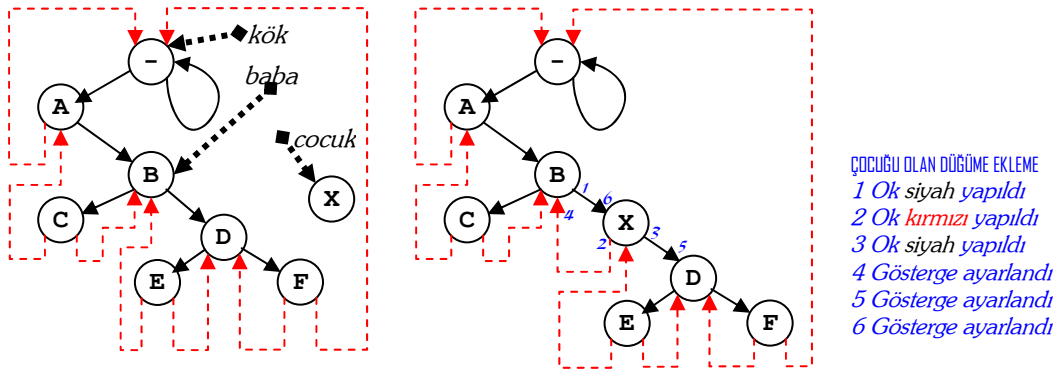 kök
-
baba
A
cocuk
B
X
C
D
E
F
-
A
B
1
6
C
4
X
3
2
5
D
E
F
ÇOCUĞU OLAN DÜĞÜME EKLEME
1 Ok siyah yapıldı
2 Ok kırmızı yapıldı
3 Ok siyah yapıldı
4 Gösterge ayarlandı
5 Gösterge ayarlandı
6 Gösterge ayarlandı